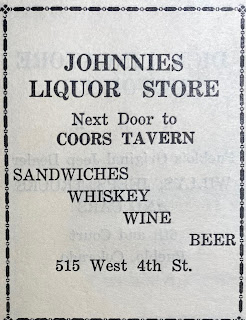 JOHNNIES
LIQUOR STORE
Next Door to
COORS TAVERN
SANDWICHES
WHISKEY
WINE
BEER
515 West 4th St.